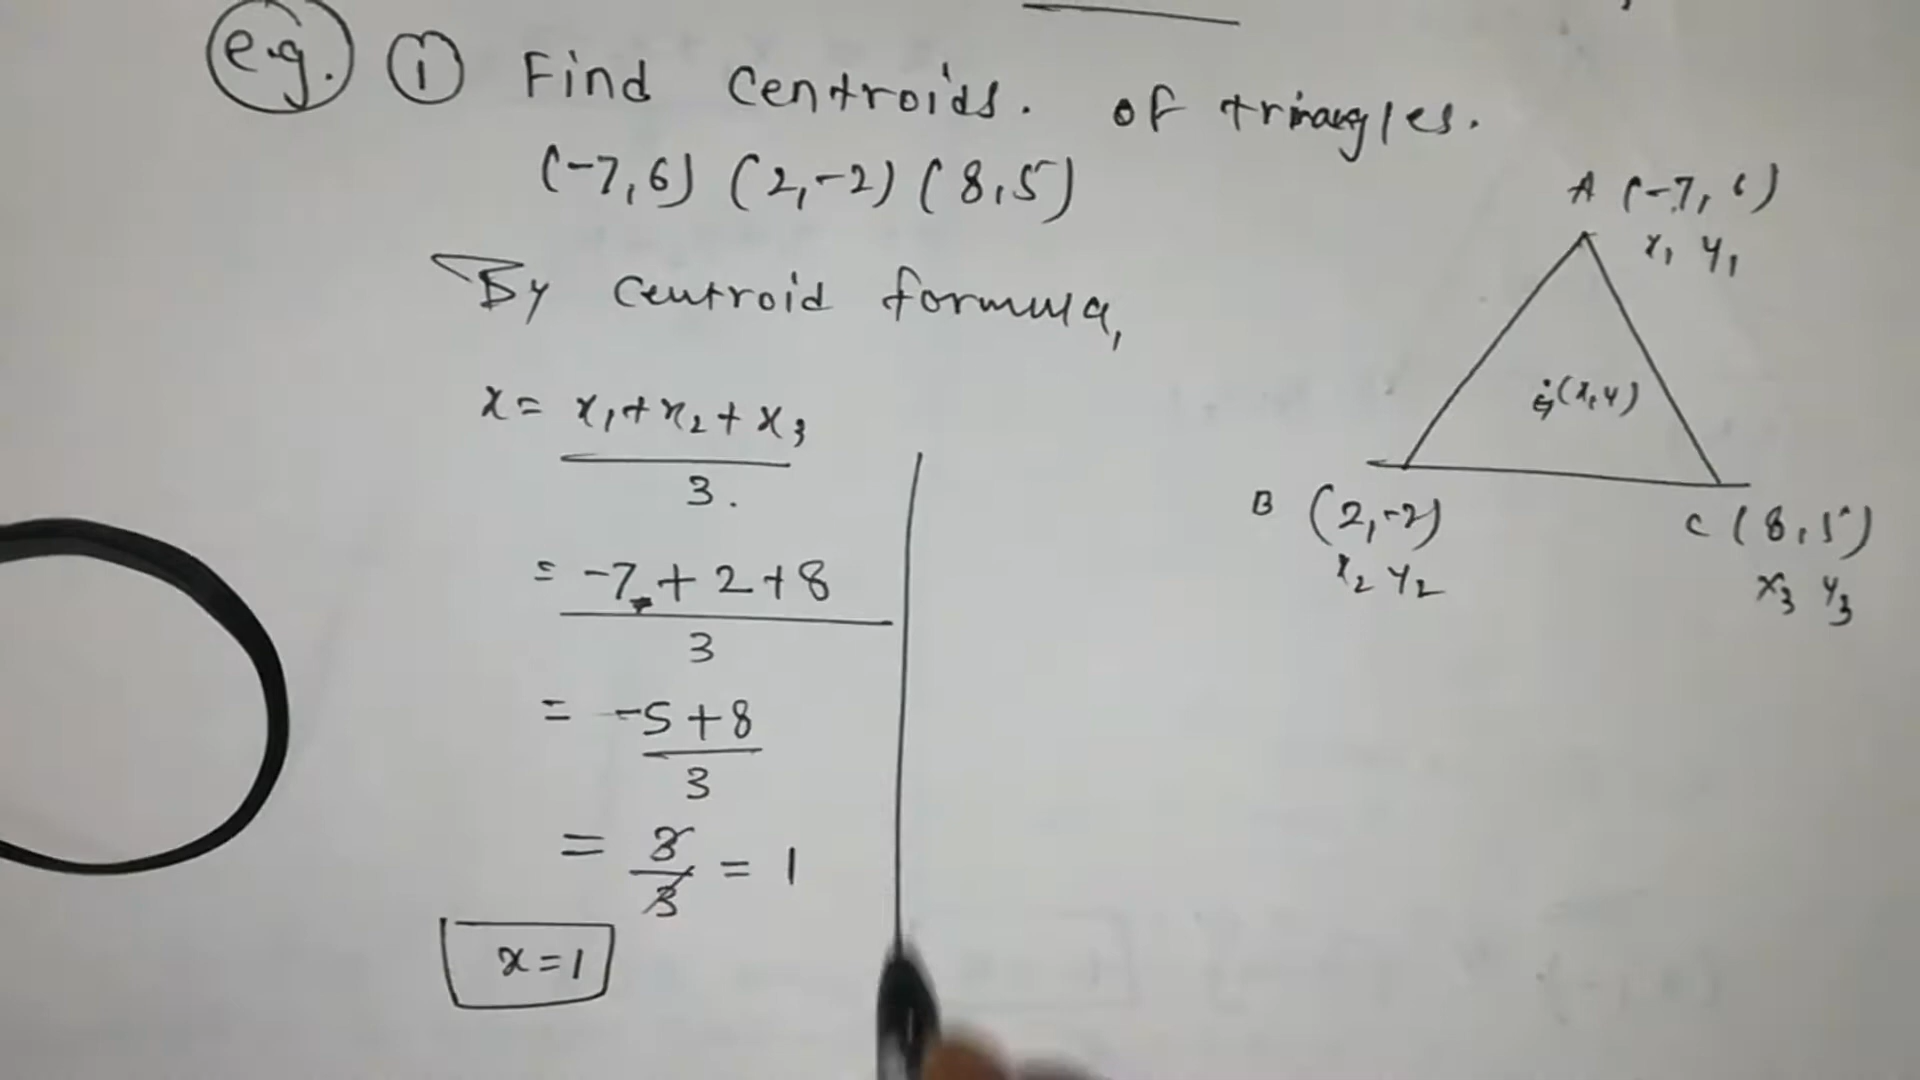 e.g. ① Find Centroids. of triangles.
(-7,6) (2,-2) (8,5)
By centroid formula,
x = x₁+x₂+x₃
3.
= -7 + 2+8
3
= -5+8
3
= 3
3
= 1
x=1
A (-7, 6)
x₁ y₁
G(x,y)
B (2,-2)
x₂ y₂
C (8,5)
x₃ y₃